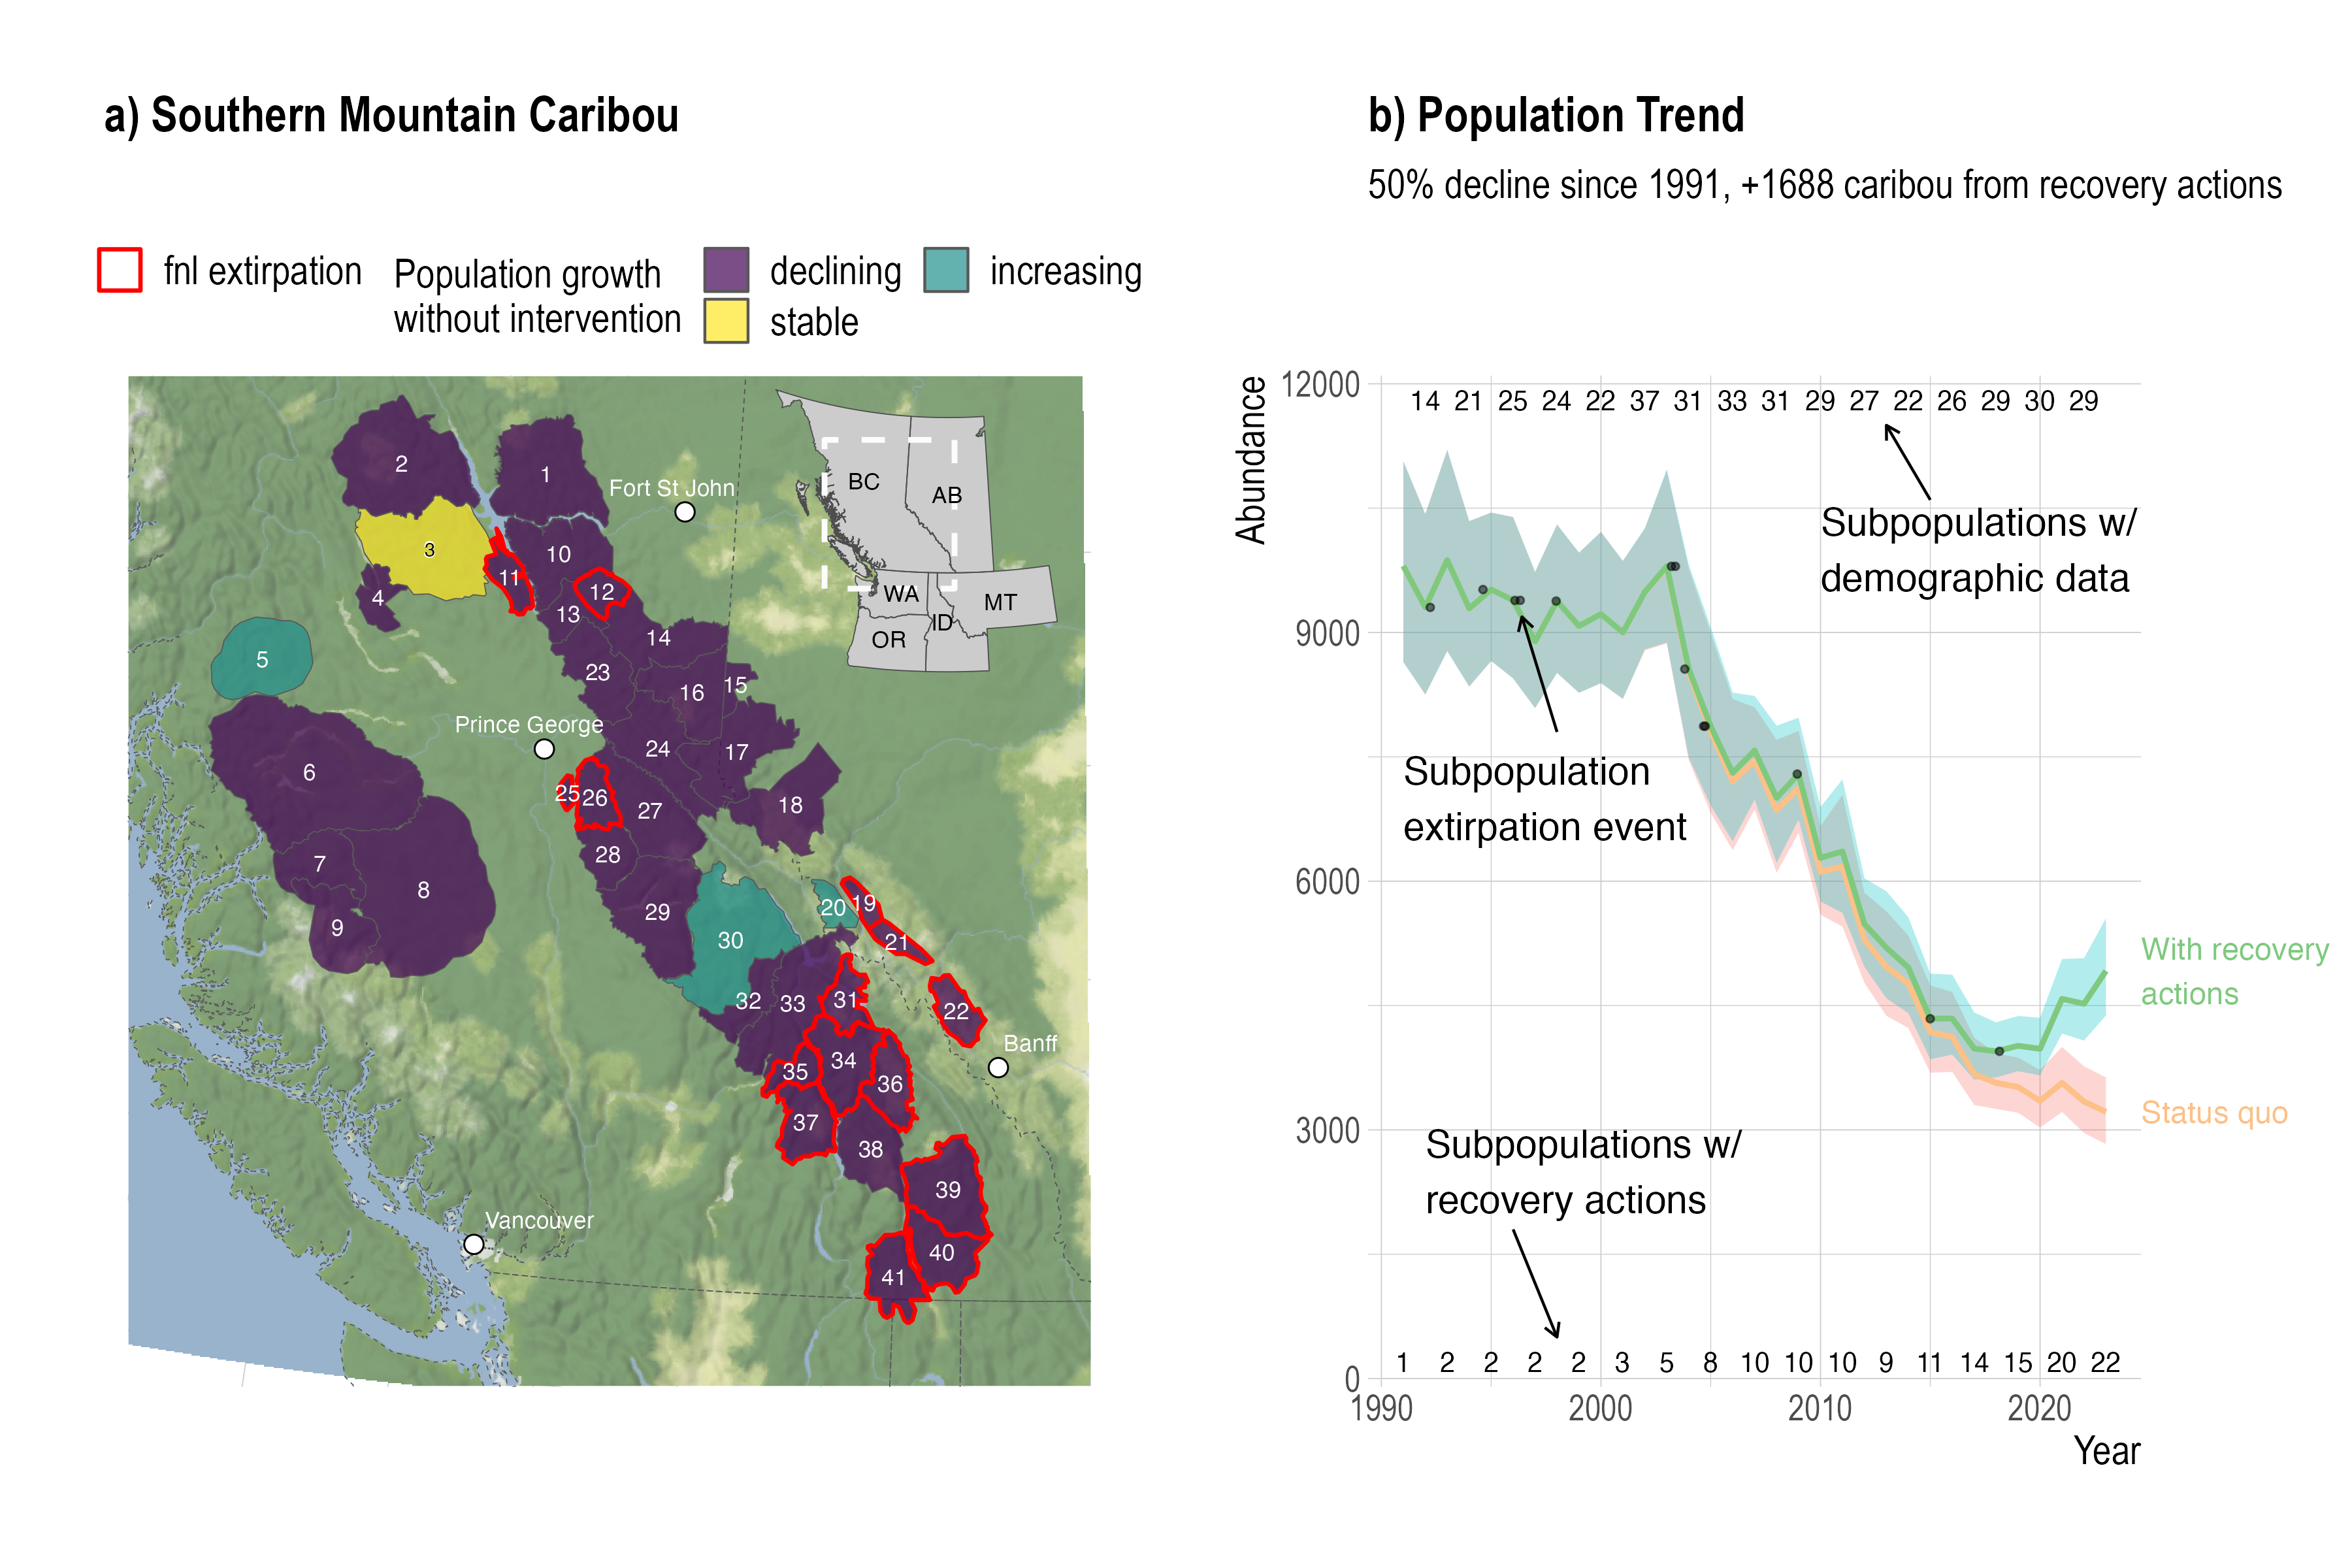 a) Southern Mountain Caribou
fnl extirpation
Population growth
without intervention
declining
increasing
stable
2
1
Fort St John
3
10
11
12
4
13
14
5
23
16
15
Prince George
24
17
6
25
26
27
18
28
7
8
29
20
19
9
30
21
32
33
31
22
Banff
34
35
36
37
38
39
Vancouver
40
41
BC
AB
WA
MT
ID
OR
b) Population Trend
50% decline since 1991, +1688 caribou from recovery actions
Abundance
12000
9000
6000
3000
0
14 21 25 24 22 37 31 33 31 29 27 22 26 29 30 29
Subpopulations w/
demographic data
Subpopulation
extirpation event
With recovery
actions
Status quo
Subpopulations w/
recovery actions
1 2 2 2 2 3 5 8 10 10 10 9 11 14 15 20 22
1990 2000 2010 2020
Year